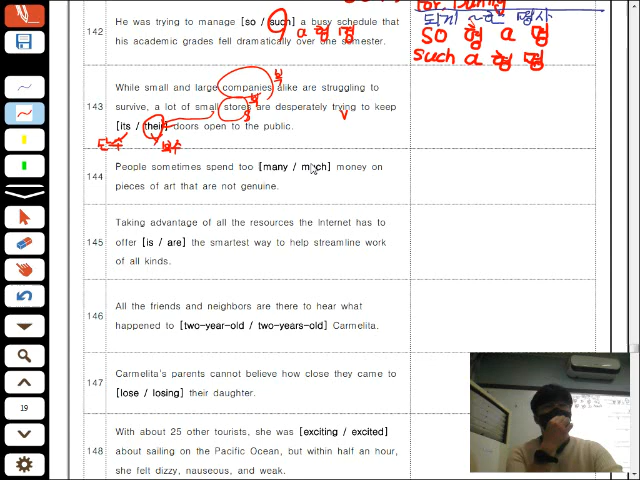 for
되게 ~한 명사
so 형 a 명
such a 형 명
142
He was trying to manage [so / such] a busy schedule that
his academic grades fell dramatically over one semester.
a 형 명
143
While small and large companies alike are struggling to
survive, a lot of small stores are desperately trying to keep
[its / their] doors open to the public.
단수
복수
V
S
144
People sometimes spend too [many / much] money on
pieces of art that are not genuine.
145
Taking advantage of all the resources the Internet has to
offer [is / are] the smartest way to help streamline work
of all kinds.
146
All the friends and neighbors are there to hear what
happened to [two-year-old / two-years-old] Carmelita.
147
Carmelita's parents cannot believe how close they came to
[lose / losing] their daughter.
148
With about 25 other tourists, she was [exciting / excited]
about sailing on the Pacific Ocean, but within half an hour,
she felt dizzy, nauseous, and weak.
19